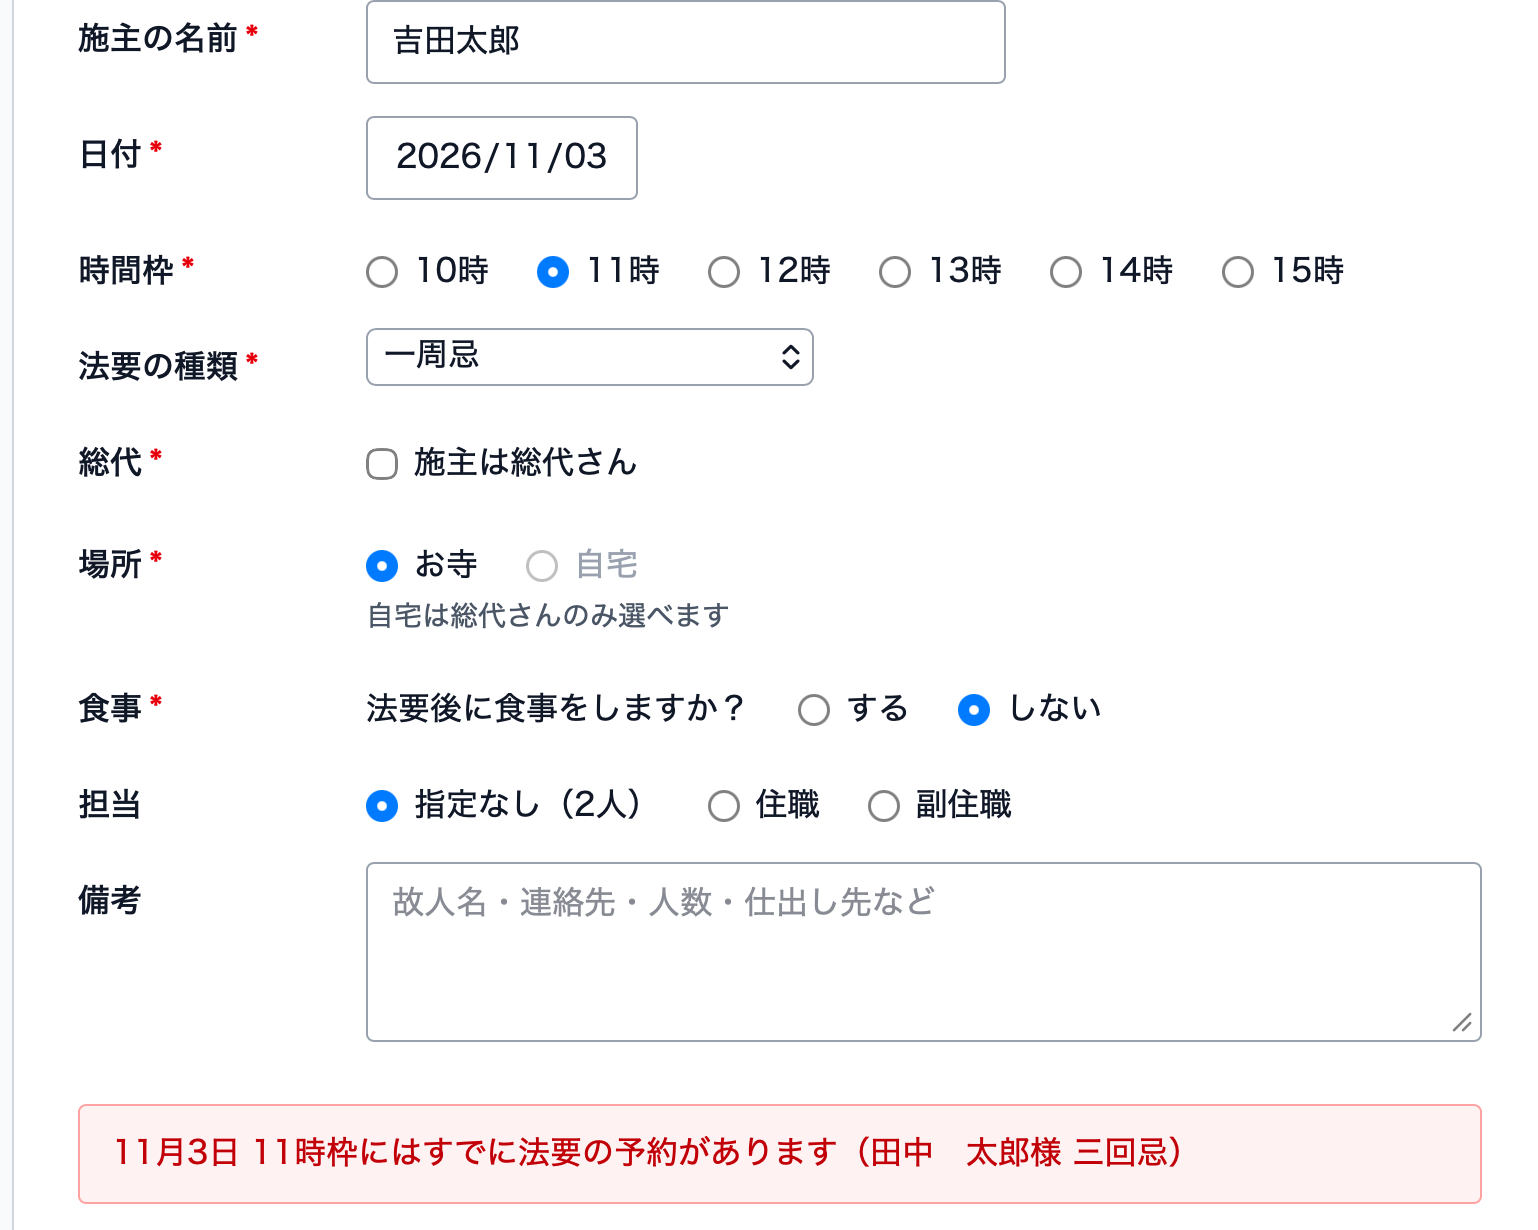 施主の名前* 吉田太郎
日付* 2026/11/03
時間枠* 10時 11時 12時 13時 14時 15時
法要の種類* 一周忌
総代* 施主は総代さん
場所* お寺 自宅
自宅は総代さんのみ選べます
食事* 法要後に食事をしますか？ する しない
担当 指定なし（2人） 住職 副住職
備考 故人名・連絡先・人数・仕出し先など
11月3日 11時枠にはすでに法要の予約があります（田中　太郎様 三回忌）